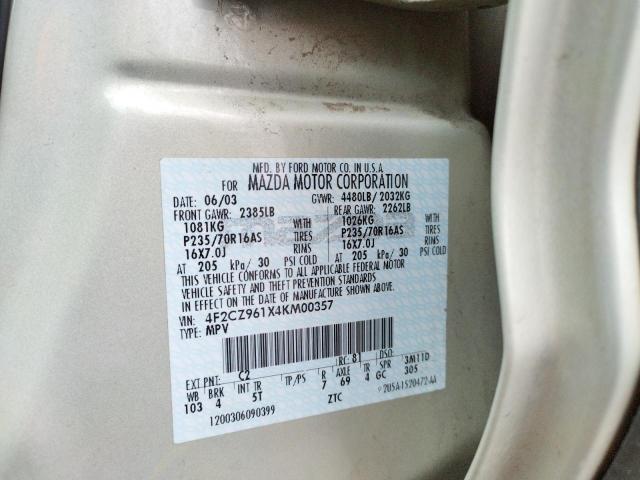 MFD. BY FORD MOTOR CO. IN U.S.A.
FOR MAZDA MOTOR CORPORATION
DATE: 06/03 GVWR: 4480LB/ 2032KG
FRONT GAWR: 2385LB REAR GAWR: 2262LB
1081KG WITH 1026KG WITH
P235/70R16AS TIRES P235/70R16AS TIRES
16X7.0J RIMS 16X7.0J RIMS
AT 205 kPa/ 30 PSI COLD AT 205 kPa/ 30 PSI COLD
THIS VEHICLE CONFORMS TO ALL APPLICABLE FEDERAL MOTOR
VEHICLE SAFETY AND THEFT PREVENTION STANDARDS
IN EFFECT ON THE DATE OF MANUFACTURE SHOWN ABOVE.
VIN: 4F2CZ961X4KM00357
TYPE: MPV
EXT PNT: C2 RC: 81 DSO:
WB BRK INT TR TP/PS R AX TR SPR 3M11D
103 4 5T 7 69 4 GC 305
1200306090399 ZTC